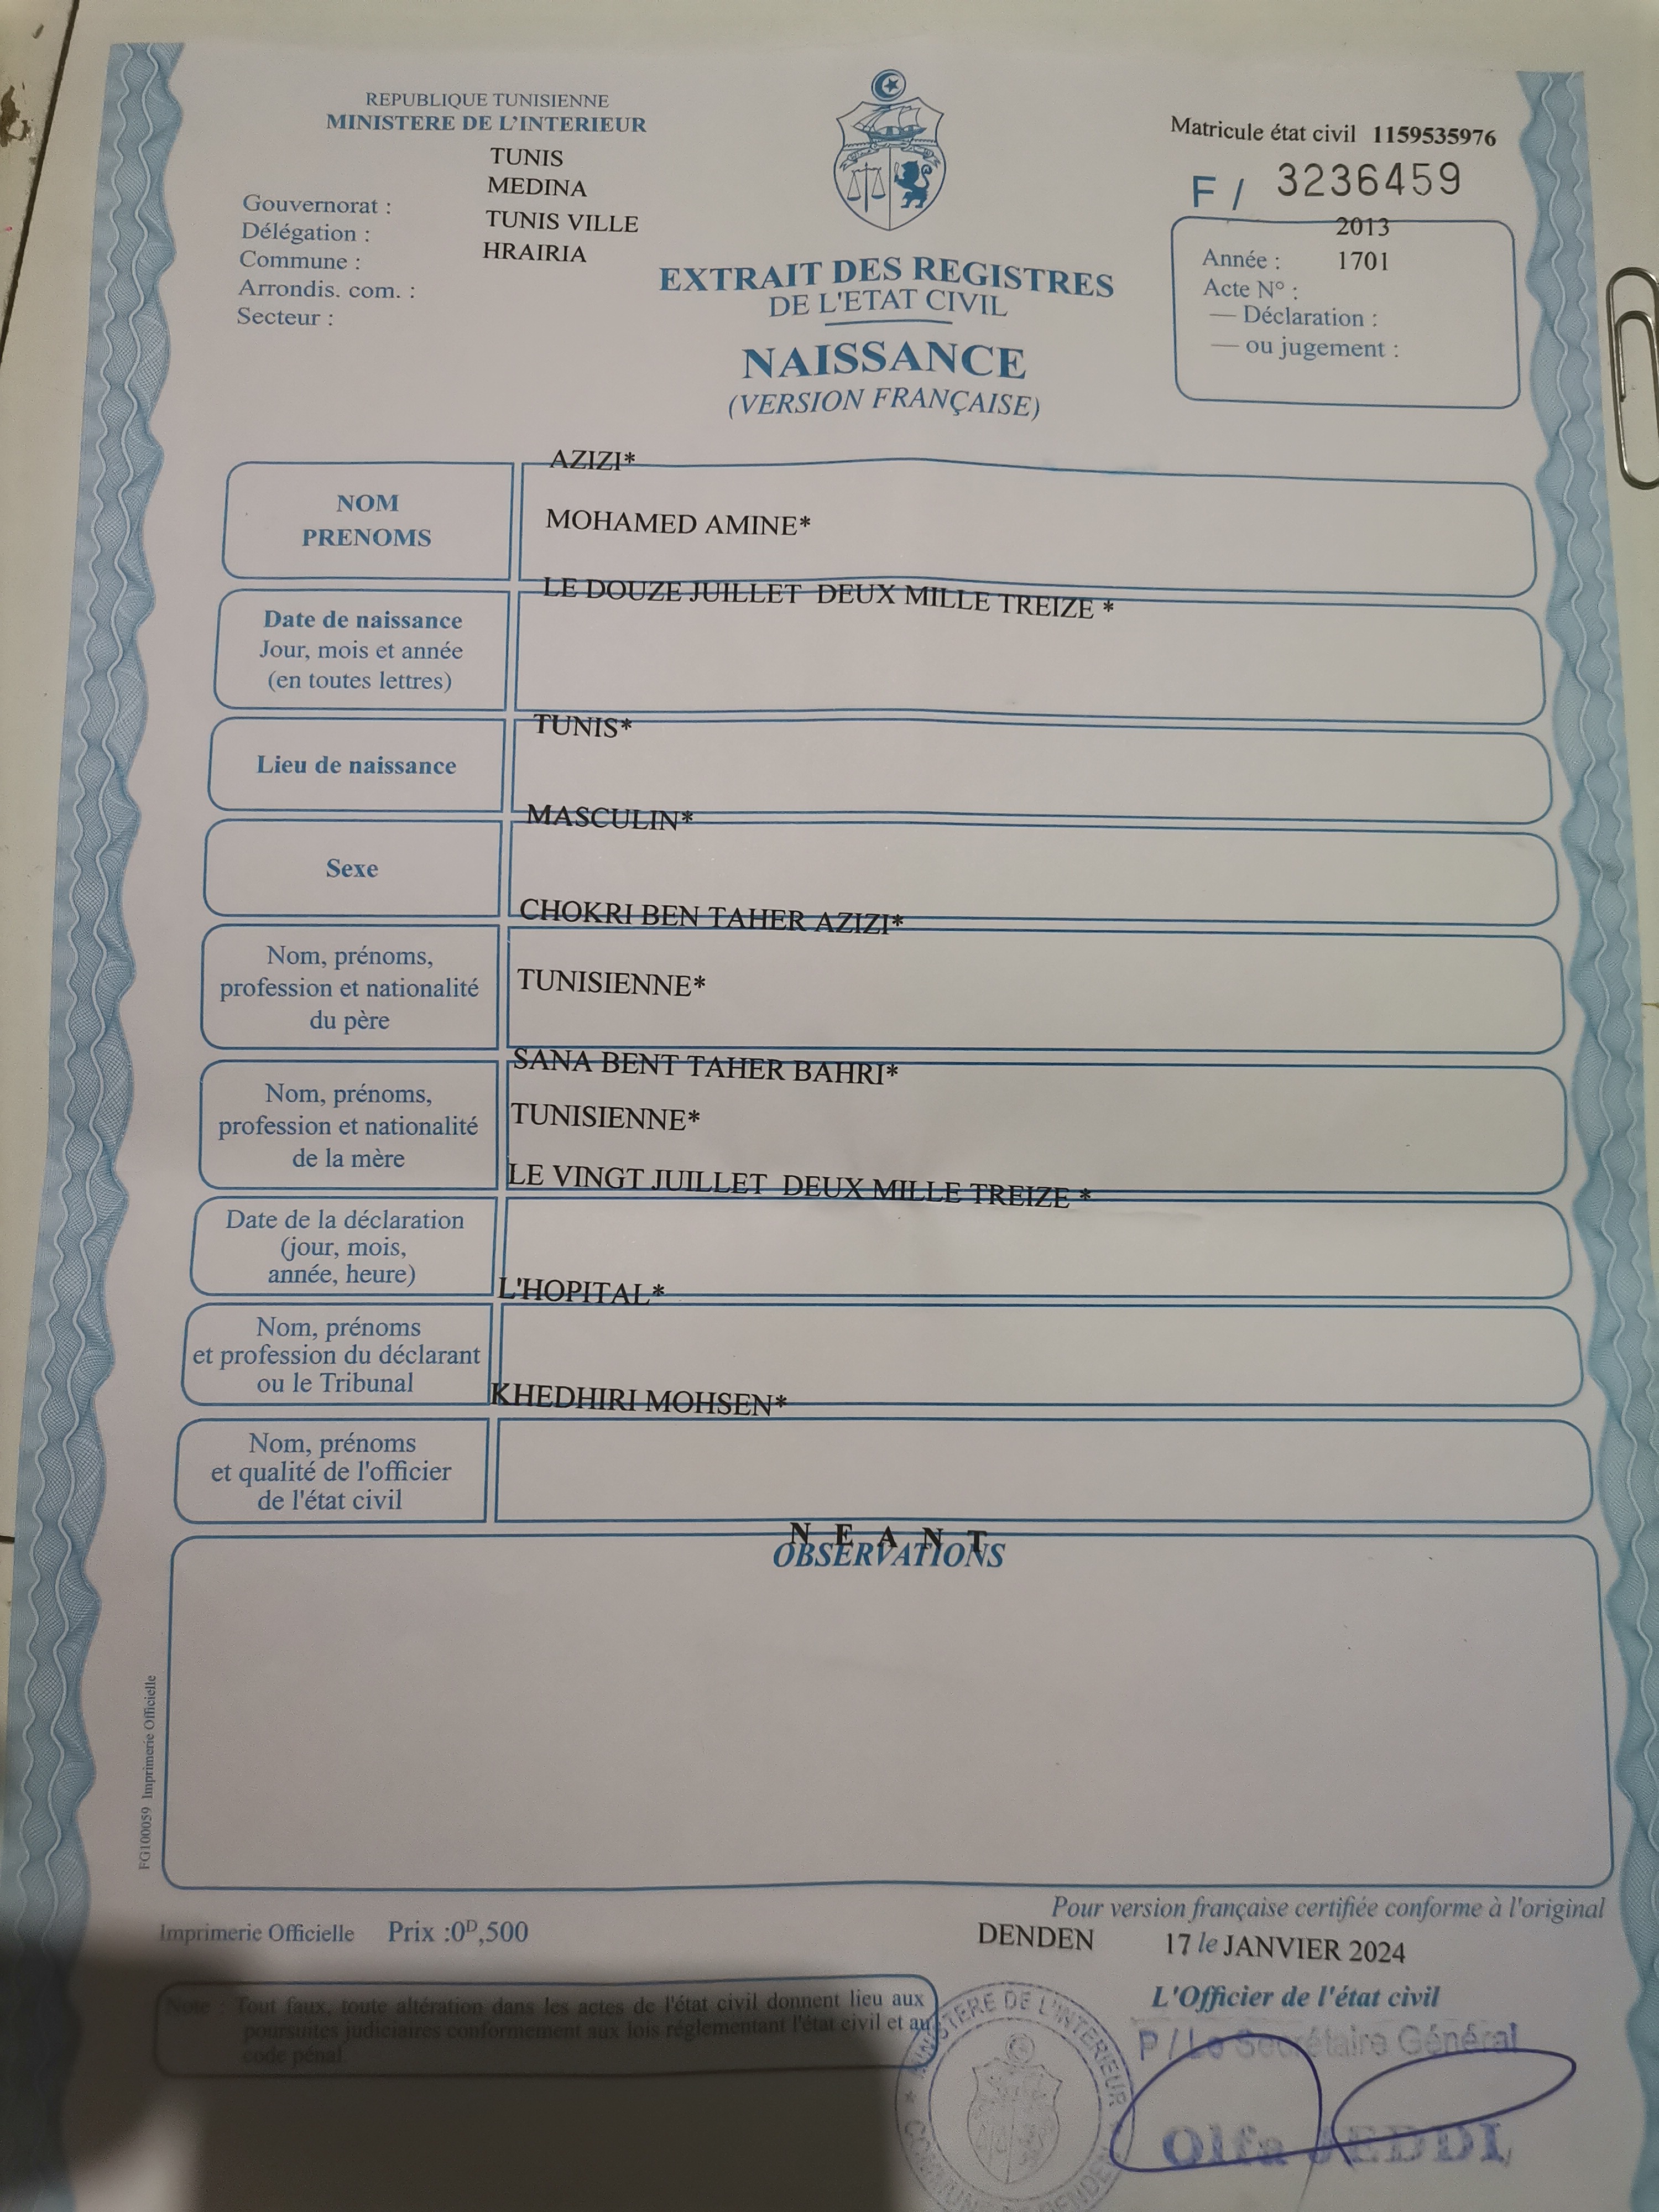 REPUBLIQUE TUNISIENNE
MINISTERE DE L'INTERIEUR
TUNIS
MEDINA
TUNIS VILLE
HRAIRIA
Gouvernorat :
Délégation :
Commune :
Arrondis. com. :
Secteur :
Matricule état civil 1159535976
F / 3236459
2013
Année : 1701
Acte N° :
— Déclaration :
— ou jugement :
EXTRAIT DES REGISTRES
DE L'ETAT CIVIL
NAISSANCE
(VERSION FRANÇAISE)
AZIZI*
NOM
PRENOMS
MOHAMED AMINE*
LE DOUZE JUILLET DEUX MILLE TREIZE *
Date de naissance
Jour, mois et année
(en toutes lettres)
TUNIS*
Lieu de naissance
MASCULIN*
Sexe
CHOKRI BEN TAHER AZIZI*
Nom, prénoms,
profession et nationalité
du père
TUNISIENNE*
SANA BENT TAHER BAHRI*
Nom, prénoms,
profession et nationalité
de la mère
TUNISIENNE*
LE VINGT JUILLET DEUX MILLE TREIZE *
Date de la déclaration
(jour, mois,
année, heure)
L'HOPITAL*
Nom, prénoms
et profession du déclarant
ou le Tribunal
KHEDHIRI MOHSEN*
Nom, prénoms
et qualité de l'officier
de l'état civil
N E A N T
OBSERVATIONS
FG100059 Imprimerie Officielle
Pour version française certifiée conforme à l'original
Imprimerie Officielle Prix :0D,500
DENDEN 17 le JANVIER 2024
L'Officier de l'état civil
Note : Tout faux, toute altération dans les actes de l'état civil donnent lieu aux
poursuites judiciaires conformement aux lois réglementant l'état civil et au
code pénal
MINISTERE DE L'INTERIEUR
COMMUNE DE DENDEN
P / Le Secrétaire Général
Olfa JEDDI